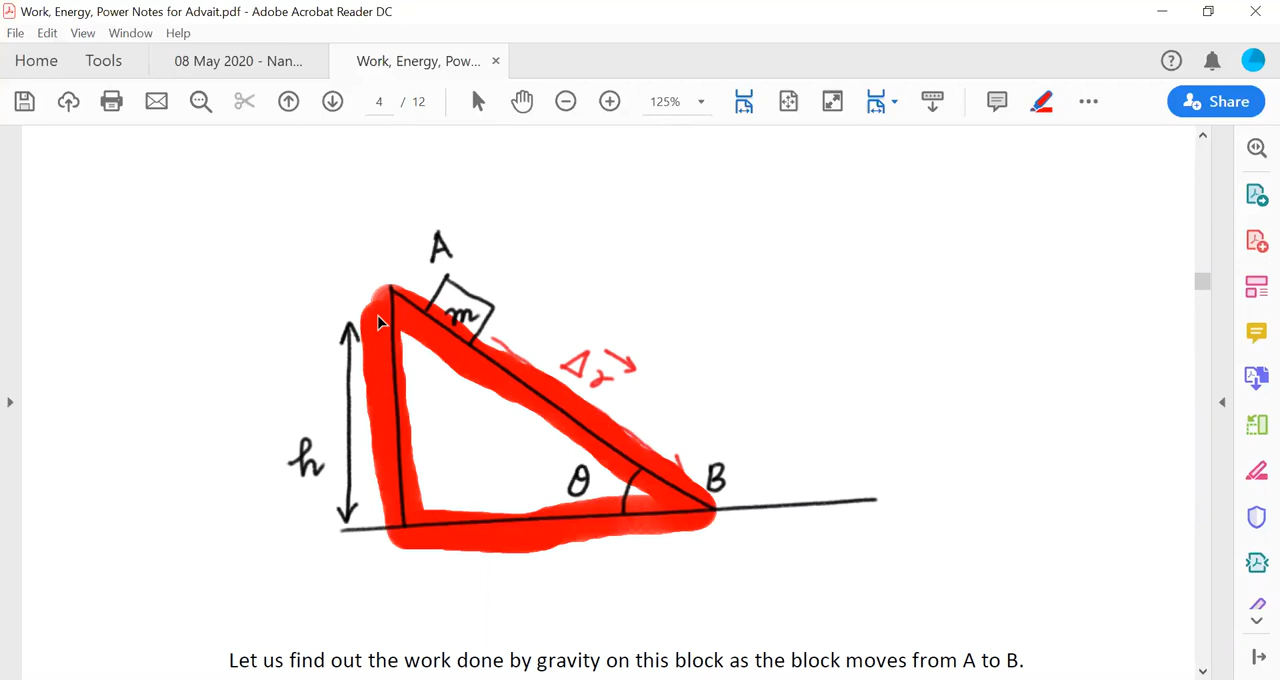 Work, Energy, Power Notes for Advait.pdf - Adobe Acrobat Reader DC
File Edit View Window Help
Home Tools 08 May 2020 - Nan... Work, Energy, Pow... ×
4 / 12 125% Share
A
m
Δr
h
θ
B
Let us find out the work done by gravity on this block as the block moves from A to B.